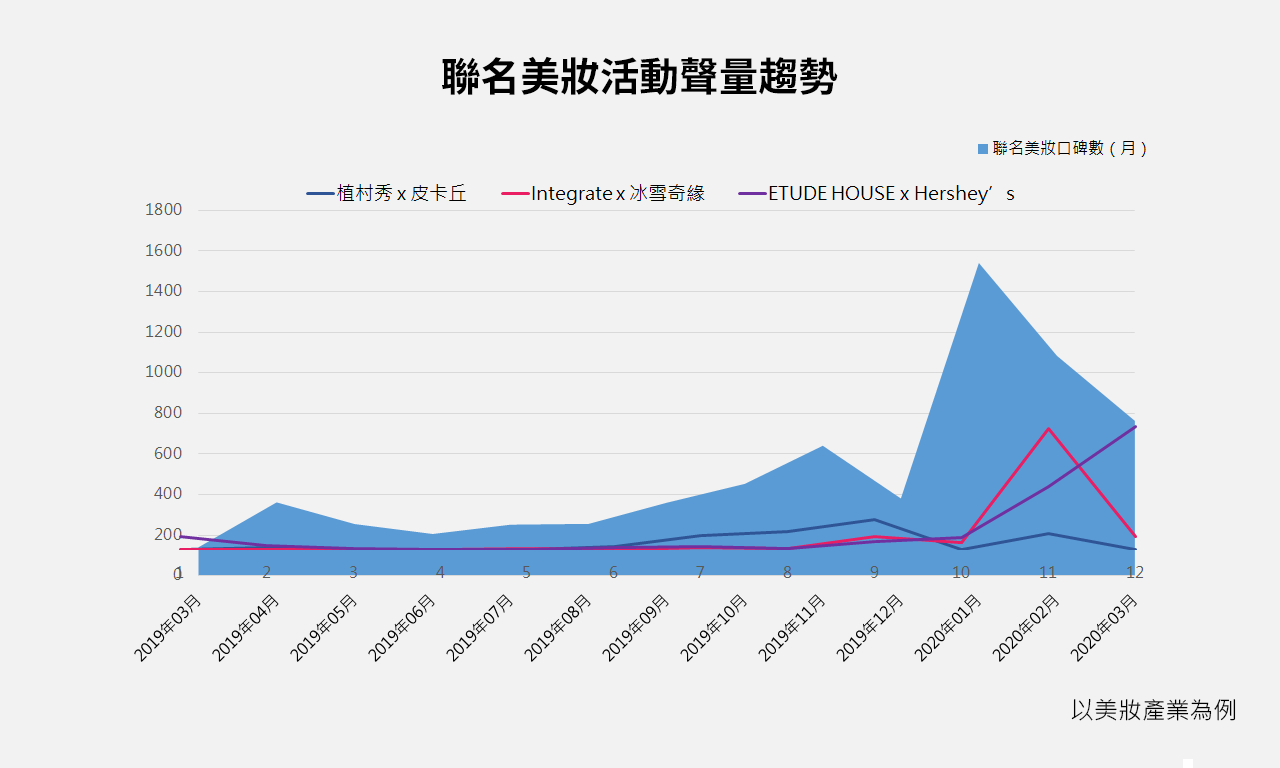 聯名美妝活動聲量趨勢
聯名美妝口碑數（月）
植村秀 x 皮卡丘 Integrate x 冰雪奇緣 ETUDE HOUSE x Hershey’s
1800
1600
1400
1200
1000
800
600
400
200
0
1 2 3 4 5 6 7 8 9 10 11 12
2019年03月 2019年04月 2019年05月 2019年06月 2019年07月 2019年08月 2019年09月 2019年10月 2019年11月 2019年12月 2020年01月 2020年02月 2020年03月
以美妝產業為例